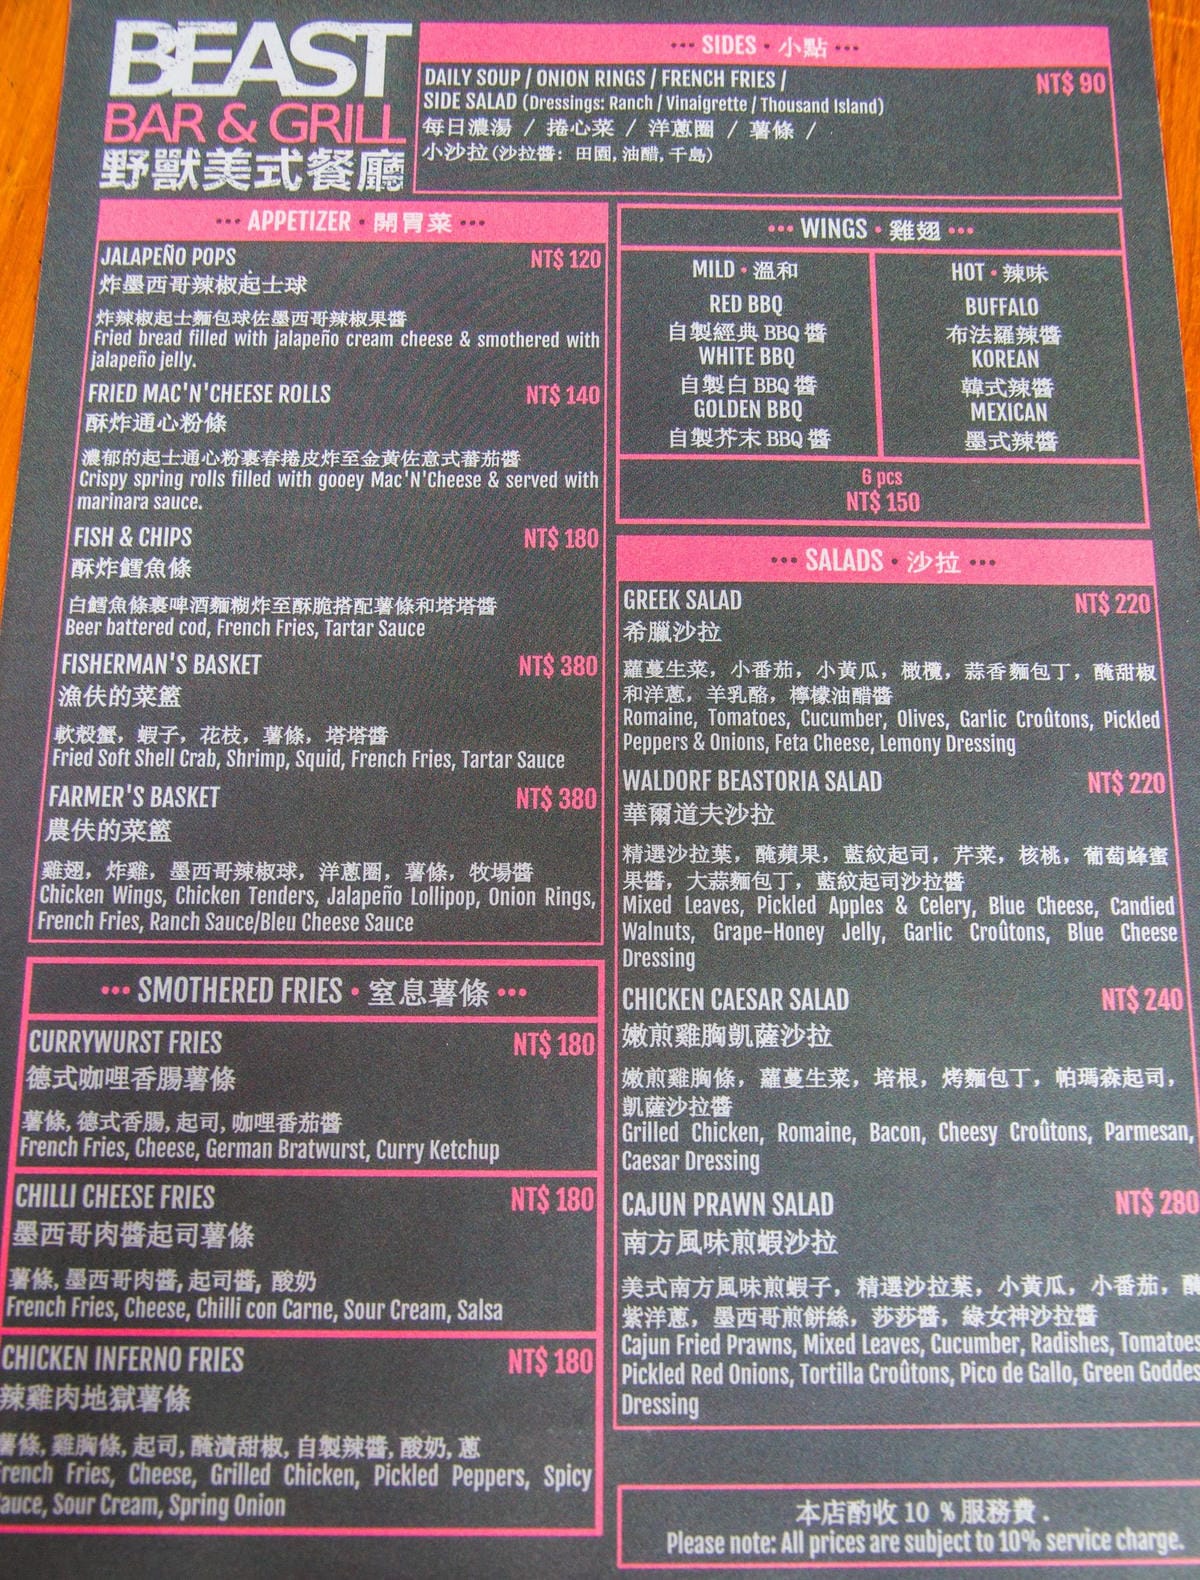 BEAST
BAR & GRILL
野獸美式餐廳
••• SIDES • 小點 •••
DAILY SOUP / ONION RINGS / FRENCH FRIES /
NT$ 90
SIDE SALAD (Dressings: Ranch / Vinaigrette / Thousand Island)
每日濃湯 / 捲心菜 / 洋蔥圈 / 薯條 /
小沙拉(沙拉醬: 田園, 油醋, 千島)
••• APPETIZER • 開胃菜 •••
JALAPEÑO POPS NT$ 120
炸墨西哥辣椒起士球
炸辣椒起士麵包球佐墨西哥辣椒果醬
Fried bread filled with jalapeño cream cheese & smothered with
jalapeño jelly.
FRIED MAC'N'CHEESE ROLLS NT$ 140
酥炸通心粉條
濃郁的起士通心粉裹春捲皮炸至金黃佐意式蕃茄醬
Crispy spring rolls filled with gooey Mac'N'Cheese & served with
marinara sauce.
FISH & CHIPS NT$ 180
酥炸鱈魚條
白鱈魚條裹啤酒麵糊炸至酥脆搭配薯條和塔塔醬
Beer battered cod, French Fries, Tartar Sauce
FISHERMAN'S BASKET NT$ 380
漁伕的菜籃
軟殼蟹, 蝦子, 花枝, 薯條, 塔塔醬
Fried Soft Shell Crab, Shrimp, Squid, French Fries, Tartar Sauce
FARMER'S BASKET NT$ 380
農伕的菜籃
雞翅, 炸雞, 墨西哥辣椒球, 洋蔥圈, 薯條, 牧場醬
Chicken Wings, Chicken Tenders, Jalapeño Lollipop, Onion Rings,
French Fries, Ranch Sauce/Bleu Cheese Sauce
••• SMOTHERED FRIES • 窒息薯條 •••
CURRYWURST FRIES NT$ 180
德式咖哩香腸薯條
薯條, 德式香腸, 起司, 咖哩番茄醬
French Fries, Cheese, German Bratwurst, Curry Ketchup
CHILLI CHEESE FRIES NT$ 180
墨西哥肉醬起司薯條
薯條, 墨西哥肉醬, 起司醬, 酸奶
French Fries, Cheese, Chilli con Carne, Sour Cream, Salsa
CHICKEN INFERNO FRIES NT$ 180
辣雞肉地獄薯條
薯條, 雞胸條, 起司, 醃漬甜椒, 自製辣醬, 酸奶, 蔥
French Fries, Cheese, Grilled Chicken, Pickled Peppers, Spicy
Sauce, Sour Cream, Spring Onion
••• WINGS • 雞翅 •••
MILD • 溫和
RED BBQ
自製經典 BBQ 醬
WHITE BBQ
自製白 BBQ 醬
GOLDEN BBQ
自製芥末 BBQ 醬
HOT • 辣味
BUFFALO
布法羅辣醬
KOREAN
韓式辣醬
MEXICAN
墨式辣醬
6 pcs
NT$ 150
••• SALADS • 沙拉 •••
GREEK SALAD NT$ 220
希臘沙拉
蘿蔓生菜, 小番茄, 小黃瓜, 橄欖, 蒜香麵包丁, 醃甜椒
和洋蔥, 羊乳酪, 檸檬油醋醬
Romaine, Tomatoes, Cucumber, Olives, Garlic Croûtons, Pickled
Peppers & Onions, Feta Cheese, Lemony Dressing
WALDORF BEASTORIA SALAD NT$ 220
華爾道夫沙拉
精選沙拉葉, 醃蘋果, 藍紋起司, 芹菜, 核桃, 葡萄蜂蜜
果醬, 大蒜麵包丁, 藍紋起司沙拉醬
Mixed Leaves, Pickled Apples & Celery, Blue Cheese, Candied
Walnuts, Grape-Honey Jelly, Garlic Croûtons, Blue Cheese
Dressing
CHICKEN CAESAR SALAD NT$ 240
嫩煎雞胸凱薩沙拉
嫩煎雞胸條, 蘿蔓生菜, 培根, 烤麵包丁, 帕瑪森起司,
凱薩沙拉醬
Grilled Chicken, Romaine, Bacon, Cheesy Croûtons, Parmesan,
Caesar Dressing
CAJUN PRAWN SALAD NT$ 280
南方風味煎蝦沙拉
美式南方風味煎蝦子, 精選沙拉葉, 小黃瓜, 小番茄, 醃
紫洋蔥, 墨西哥煎餅絲, 莎莎醬, 綠女神沙拉醬
Cajun Fried Prawns, Mixed Leaves, Cucumber, Radishes, Tomatoes
Pickled Red Onions, Tortilla Croûtons, Pico de Gallo, Green Goddes
Dressing
本店酌收 10 % 服務費 .
Please note: All prices are subject to 10% service charge.